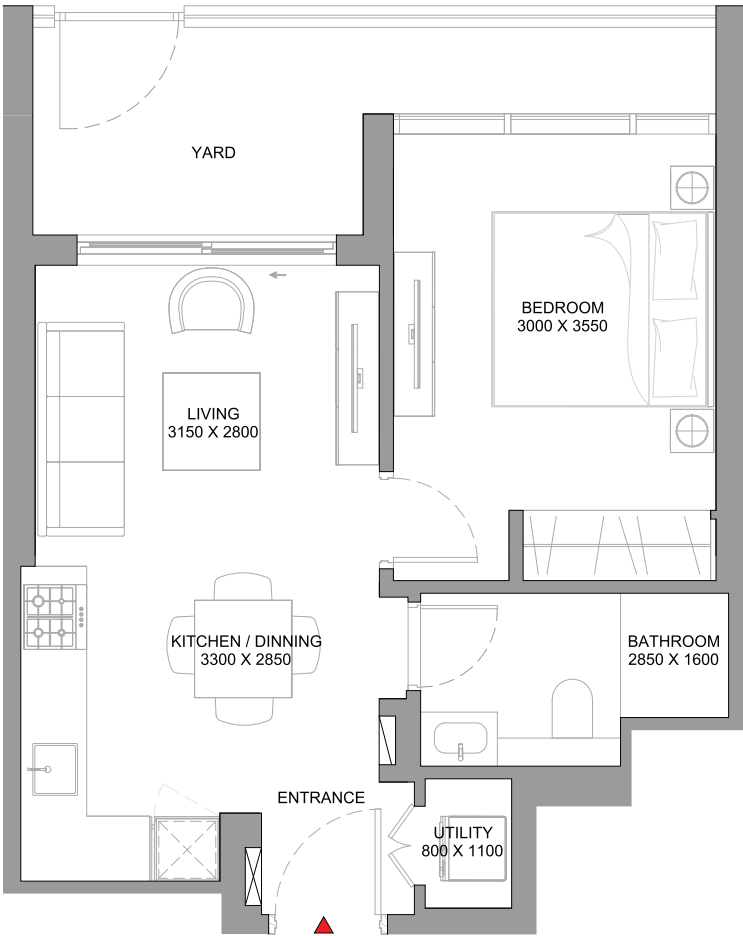 YARD
BEDROOM
3000 X 3550
LIVING
3150 X 2800
KITCHEN / DINNING
3300 X 2850
BATHROOM
2850 X 1600
ENTRANCE
UTILITY
800 X 1100